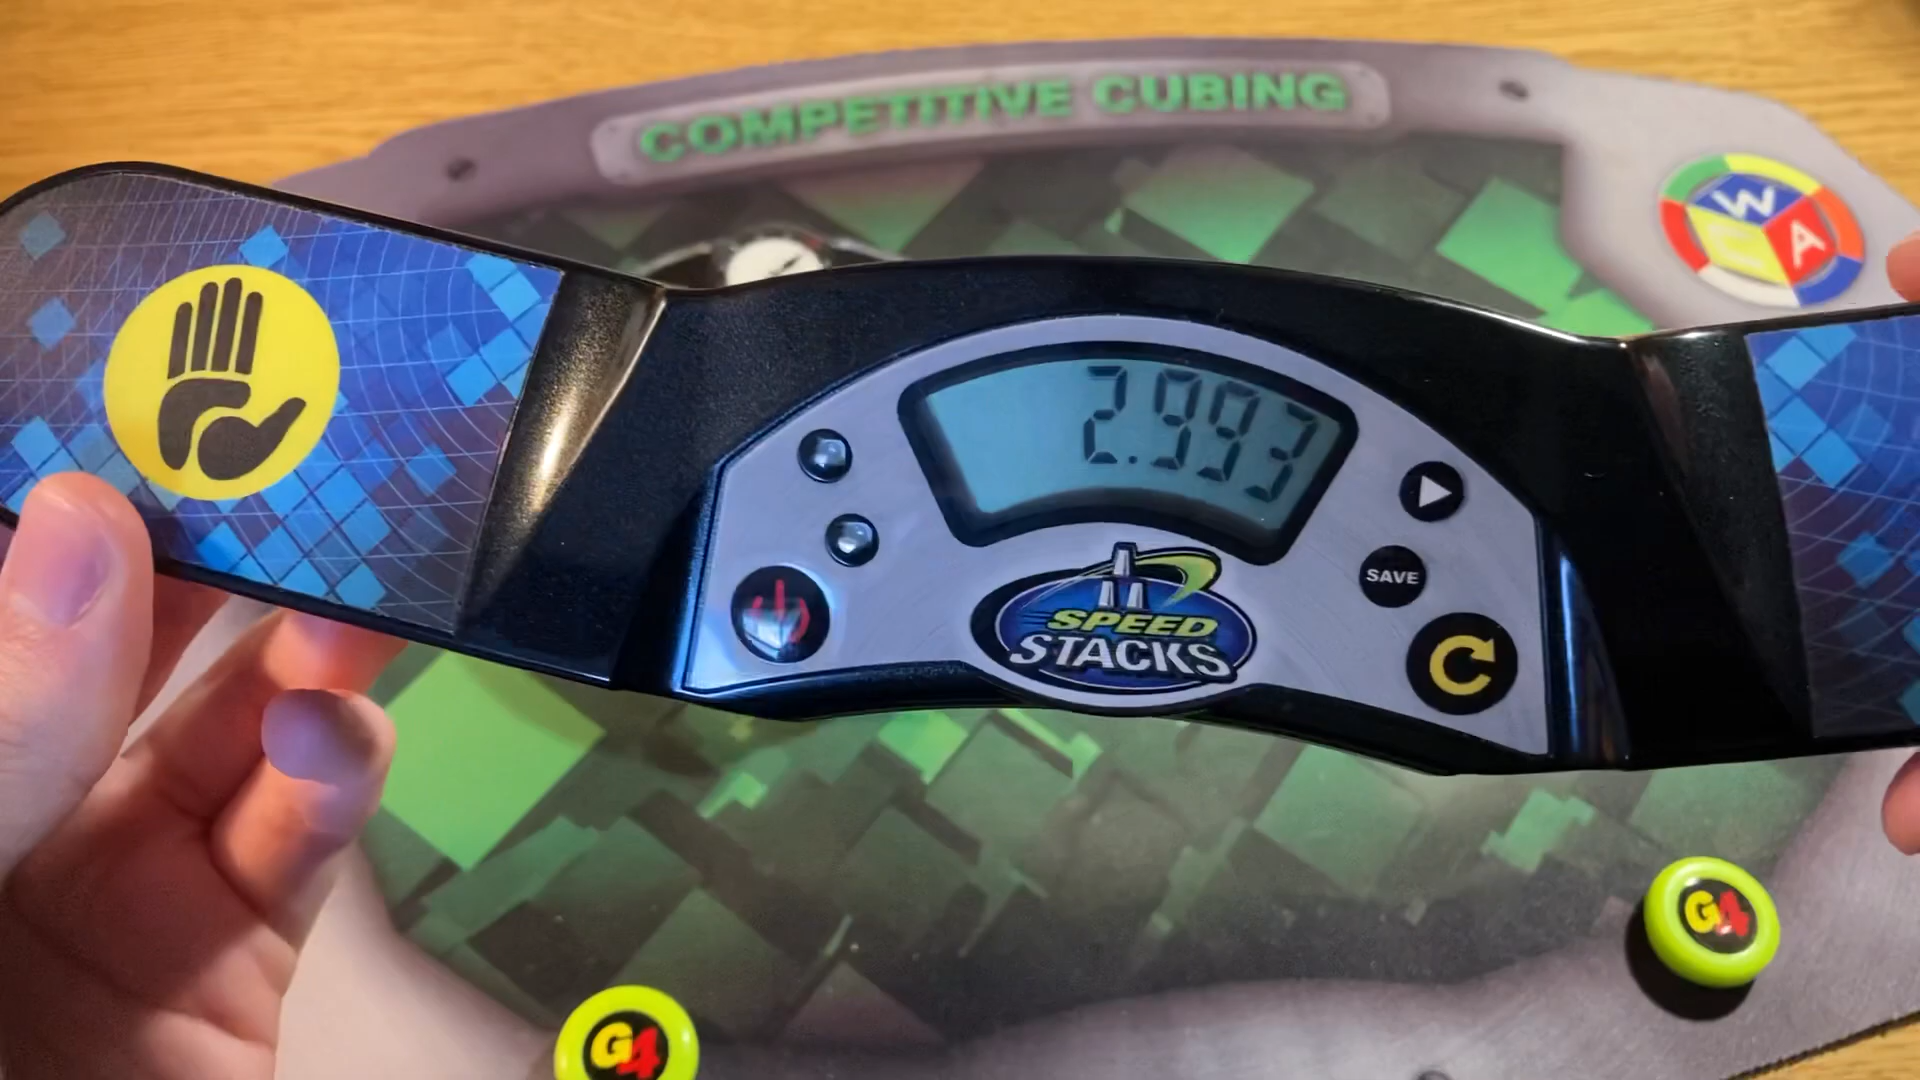 COMPETITIVE CUBING
W
C A
2.993
SAVE
SPEED
STACKS
G4
G4